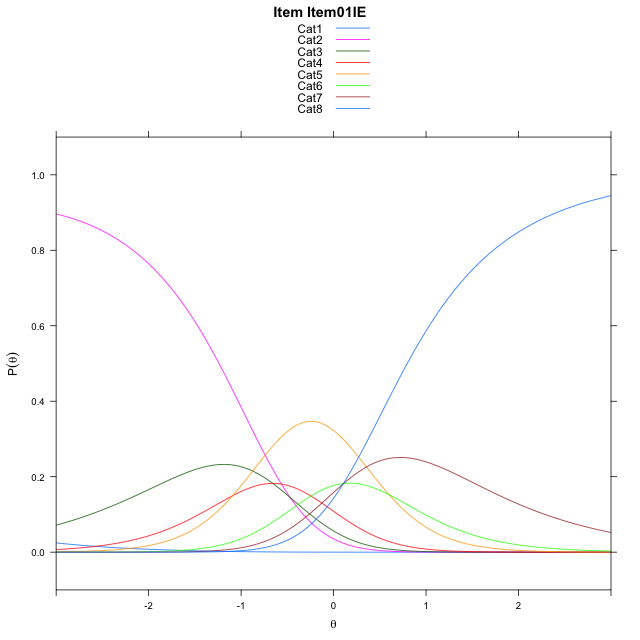 Item Item01IE
Cat1
Cat2
Cat3
Cat4
Cat5
Cat6
Cat7
Cat8
1.0
0.8
0.6
0.4
0.2
0.0
P(θ)
-2 -1 0 1 2
θ